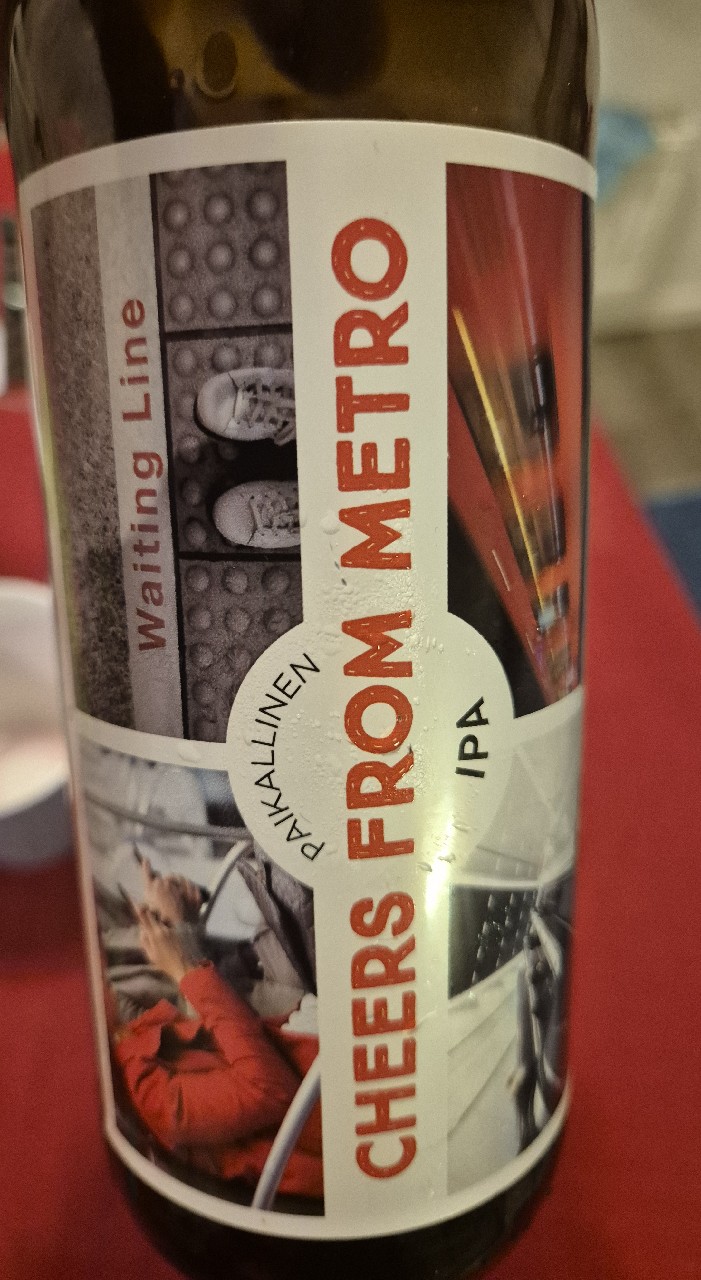 Waiting Line
PAIKALLINEN
CHEERS FROM METRO
IPA